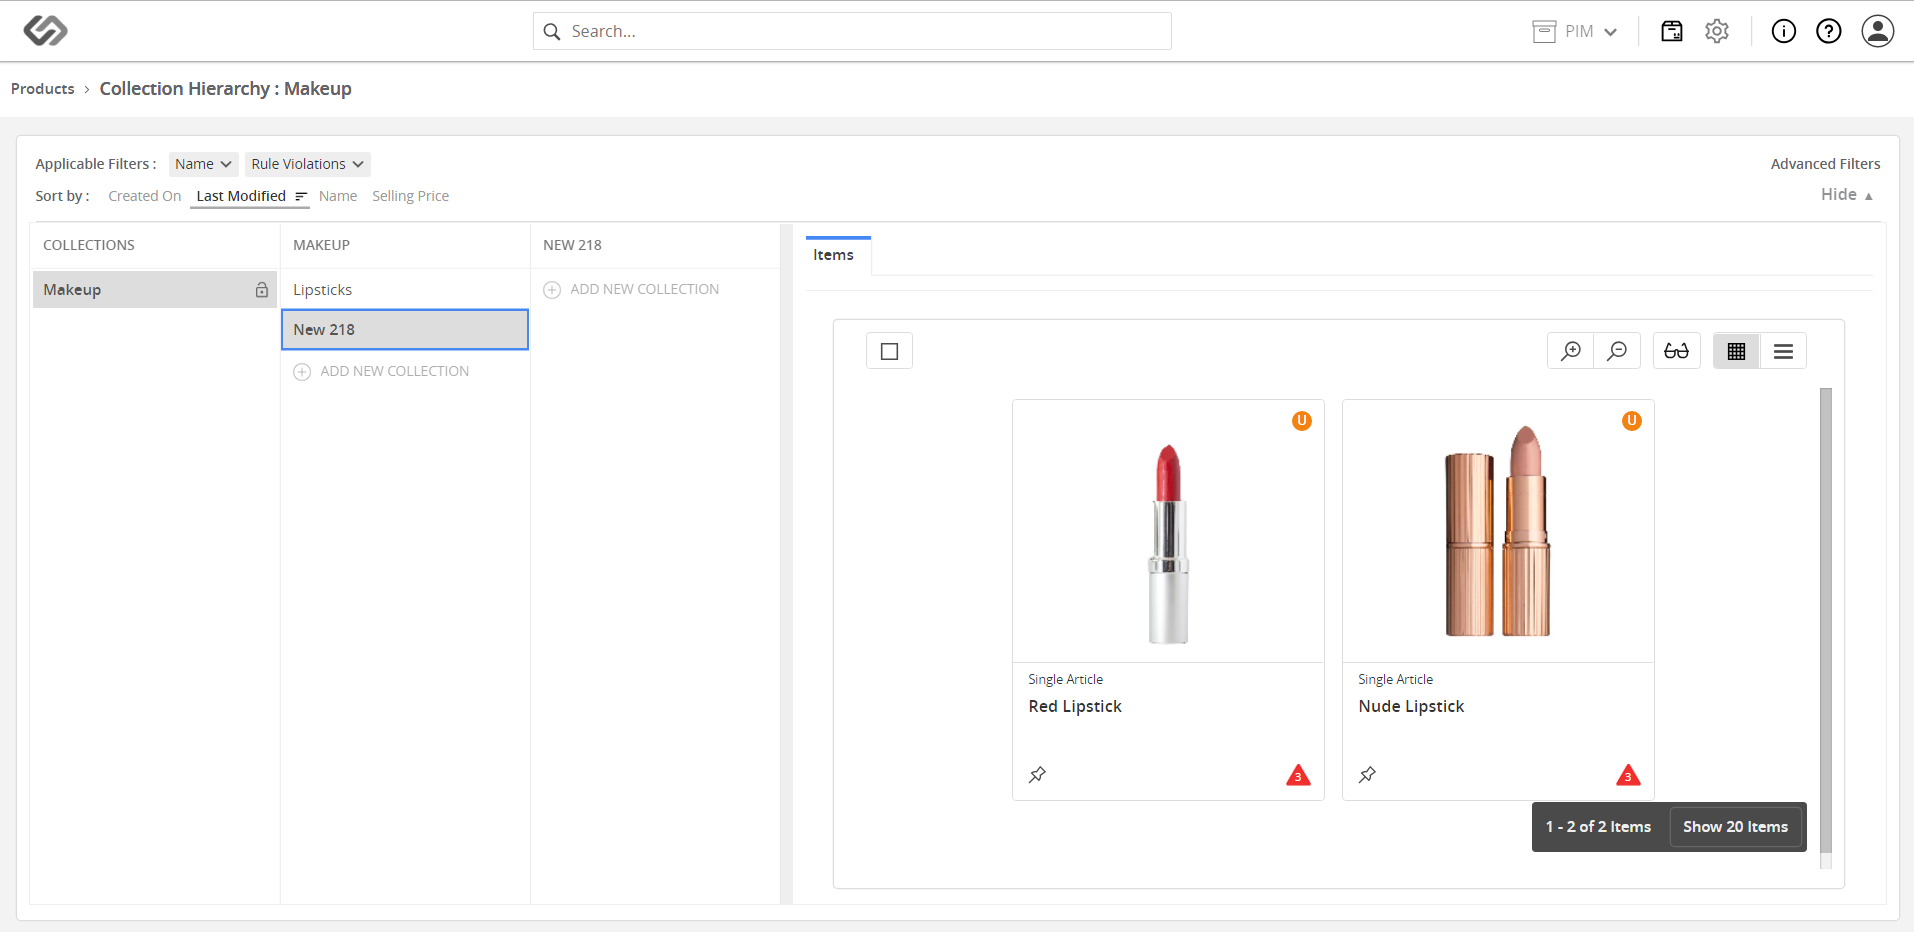 Search...
PIM
Products › Collection Hierarchy : Makeup
Applicable Filters : Name Rule Violations
Advanced Filters
Sort by : Created On Last Modified Name Selling Price
Hide ▲
COLLECTIONS
MAKEUP
NEW 218
Items
Makeup
Lipsticks
ADD NEW COLLECTION
New 218
ADD NEW COLLECTION
U
U
Single Article
Red Lipstick
3
Single Article
Nude Lipstick
3
1 - 2 of 2 Items
Show 20 Items